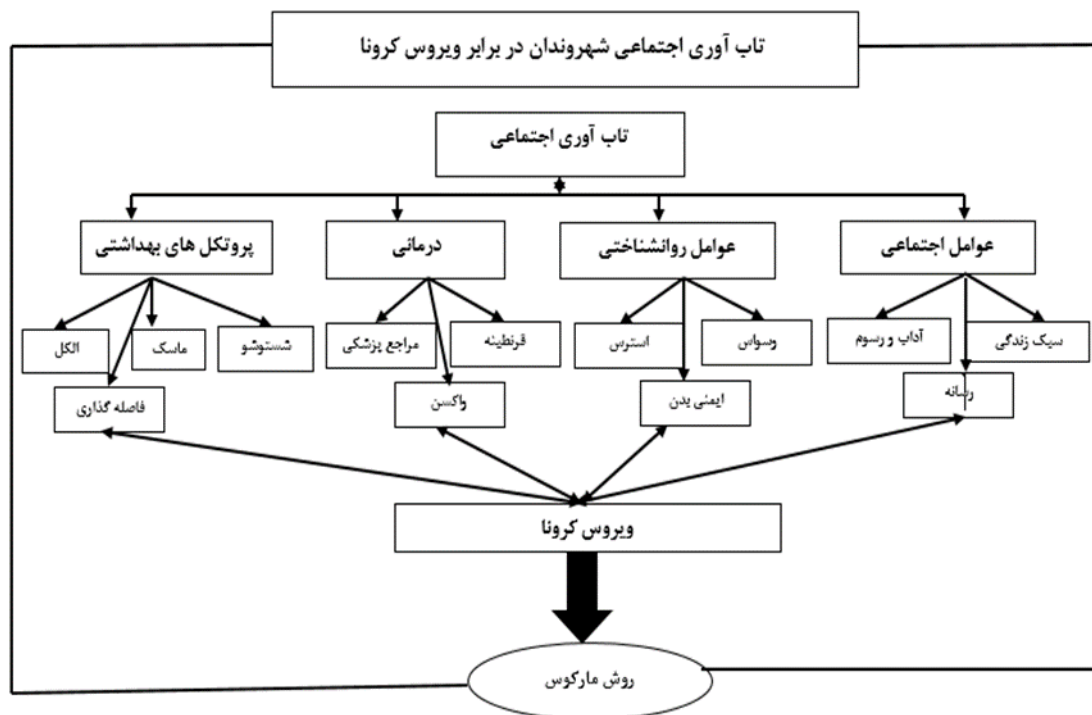 تاب آوری اجتماعی شهروندان در برابر ویروس کرونا
تاب آوری اجتماعی
عوامل اجتماعی
عوامل روانشناختی
درمانی
پروتکل های بهداشتی
سبک زندگی
آداب و رسوم
رسانه
وسواس
استرس
ایمنی بدن
قرنطینه
مراجع پزشکی
واکسن
شستوشو
ماسک
الکل
فاصله گذاری
ویروس کرونا
روش مارکوس